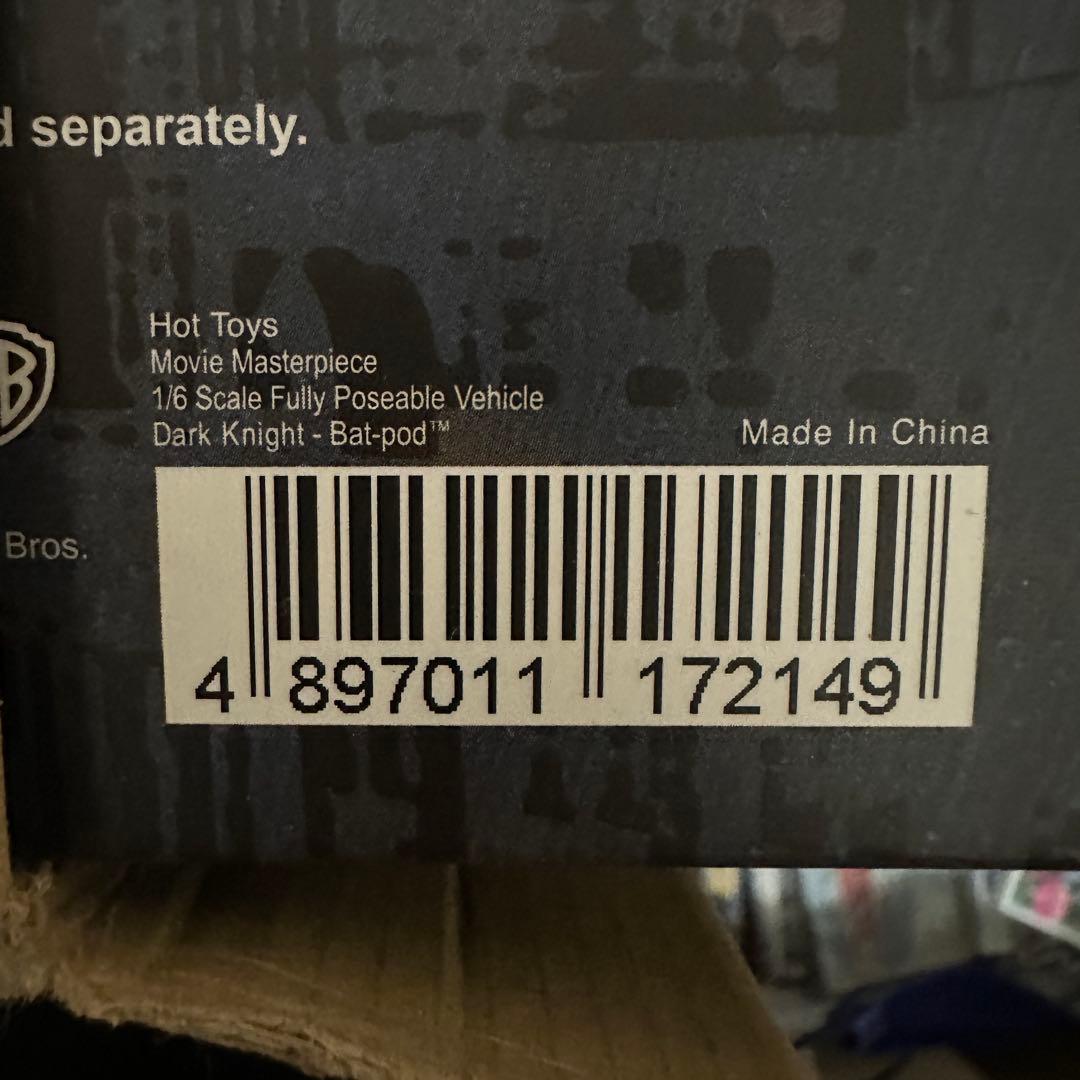 separately.
Hot Toys
Movie Masterpiece
1/6 Scale Fully Poseable Vehicle
Dark Knight - Bat-pod™
Made In China
B
Bros.
4 897011 172149